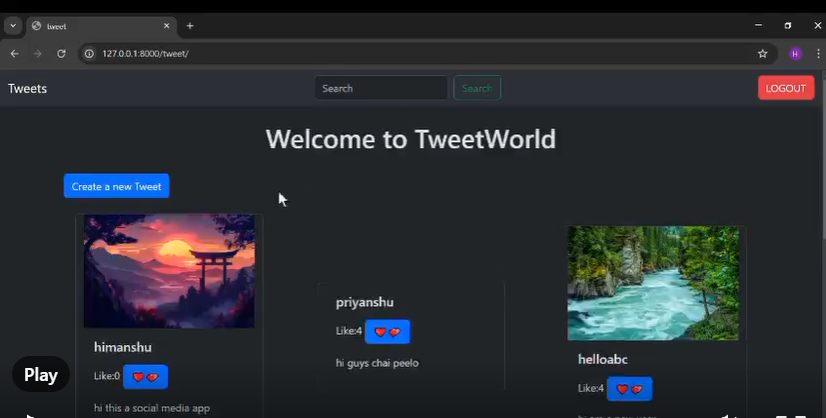 tweet
127.0.0.1:8000/tweet/
H
Tweets
Search
Search
LOGOUT
Welcome to TweetWorld
Create a new Tweet
himanshu
Like:0
hi this a social media app
priyanshu
Like:4
hi guys chai peelo
helloabc
Like:4
Play